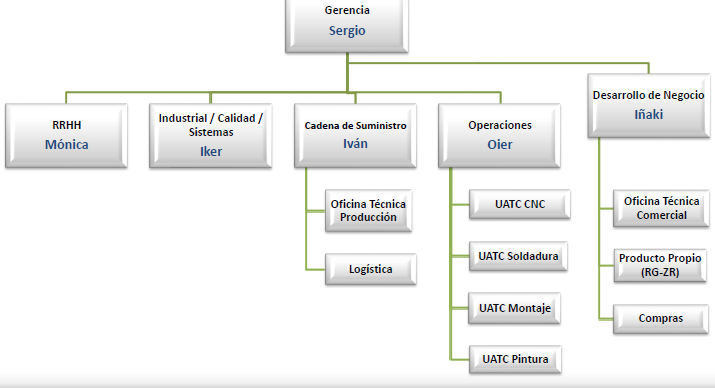 Gerencia
Sergio
RRHH
Mónica
Industrial / Calidad /
Sistemas
Iker
Cadena de Suministro
Iván
Operaciones
Oier
Desarrollo de Negocio
Iñaki
Oficina Técnica
Producción
Logística
UATC CNC
UATC Soldadura
UATC Montaje
UATC Pintura
Oficina Técnica
Comercial
Producto Propio
(RG-ZR)
Compras